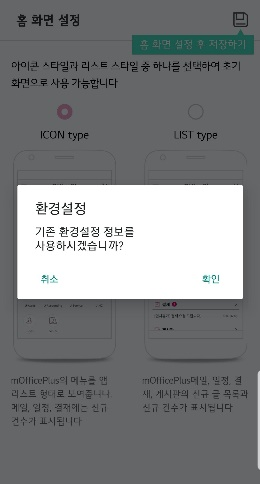 홈 화면 설정
홈 화면 설정 후 저장하기
아이콘 스타일과 리스트 스타일 중 하나를 선택하여 초기
화면으로 사용 가능합니다
ICON type
LIST type
환경설정
기존 환경설정 정보를
사용하시겠습니까?
취소
확인
mOfficePlus의 메뉴를 앱
리스트 형태로 보여줍니다
메일, 일정, 결재에는 신규
건수가 표시됩니다
mOfficePlus메일, 일정, 결
재, 게시판의 신규 글 목록과
신규 건수가 표시됩니다